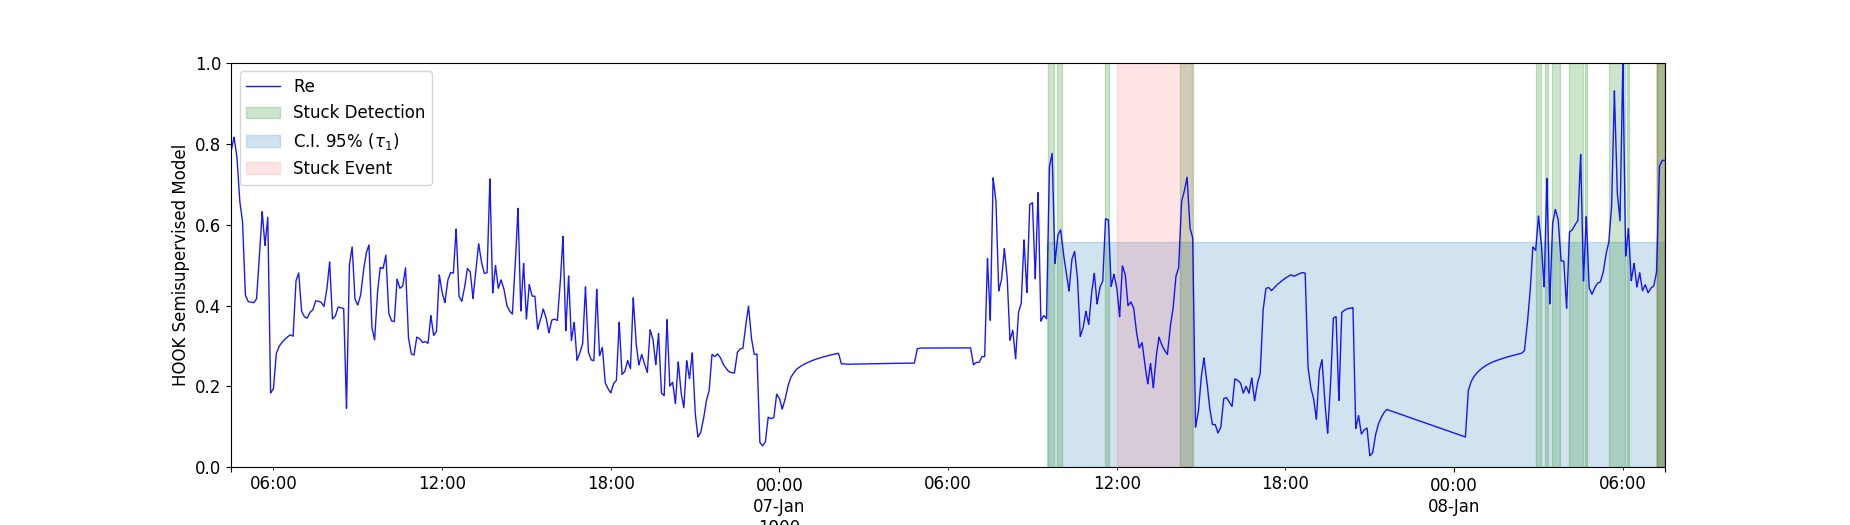 1.0
0.8
0.6
0.4
0.2
0.0
HOOK Semisupervised Model
Re
Stuck Detection
C.I. 95% (τ₁)
Stuck Event
06:00 12:00 18:00 00:00 06:00 12:00 18:00 00:00 06:00
07-Jan 08-Jan
1900